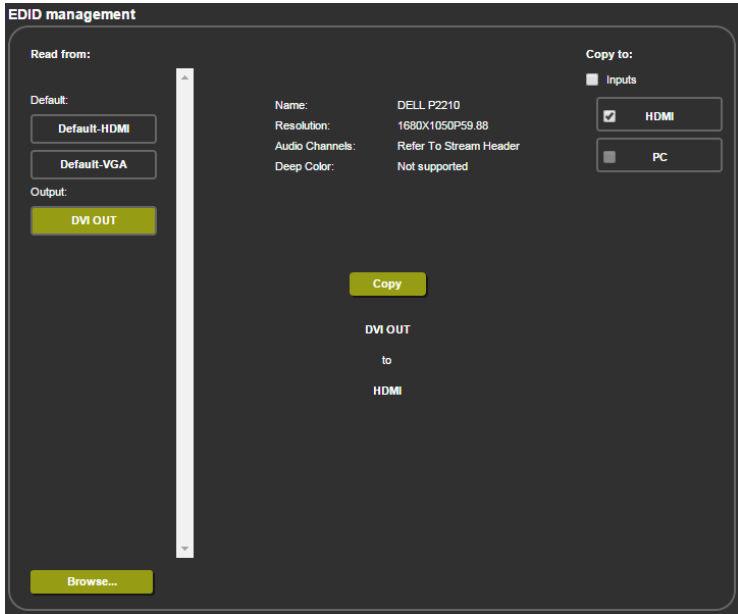 EDID management
Read from:
Default:
Default-HDMI
Default-VGA
Output:
DVI OUT
Browse...
Name: DELL P2210
Resolution: 1680X1050P59.88
Audio Channels: Refer To Stream Header
Deep Color: Not supported
Copy
DVI OUT
to
HDMI
Copy to:
Inputs
HDMI
PC